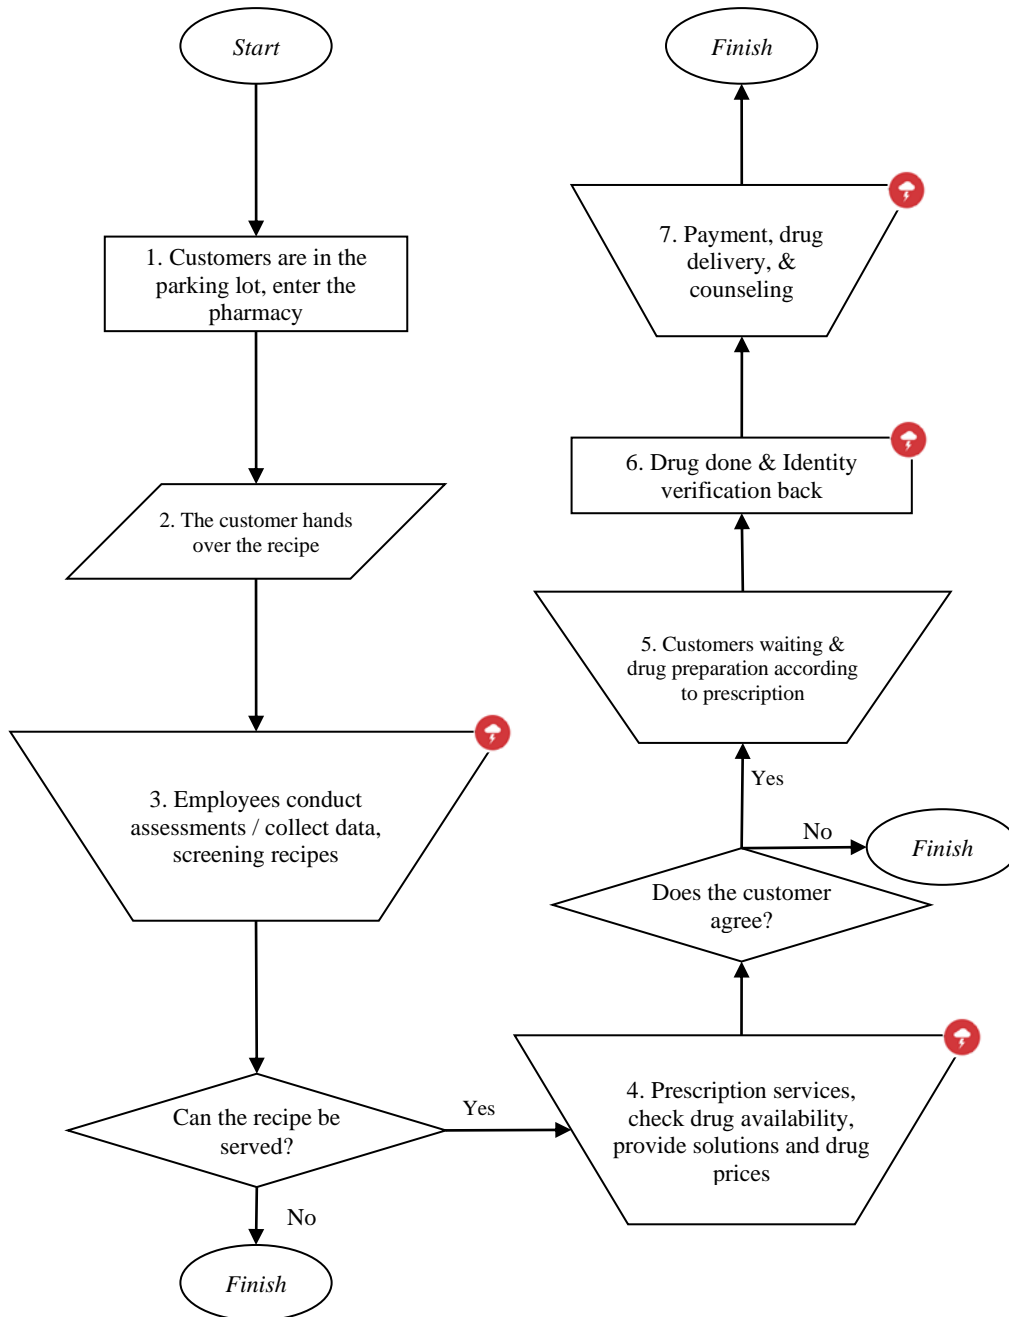 Start
1. Customers are in the
parking lot, enter the
pharmacy
2. The customer hands
over the recipe
3. Employees conduct
assessments / collect data,
screening recipes
Can the recipe be
served?
Yes
No
Finish
4. Prescription services,
check drug availability,
provide solutions and drug
prices
Does the customer
agree?
No
Finish
Yes
5. Customers waiting &
drug preparation according
to prescription
6. Drug done & Identity
verification back
7. Payment, drug
delivery, &
counseling
Finish